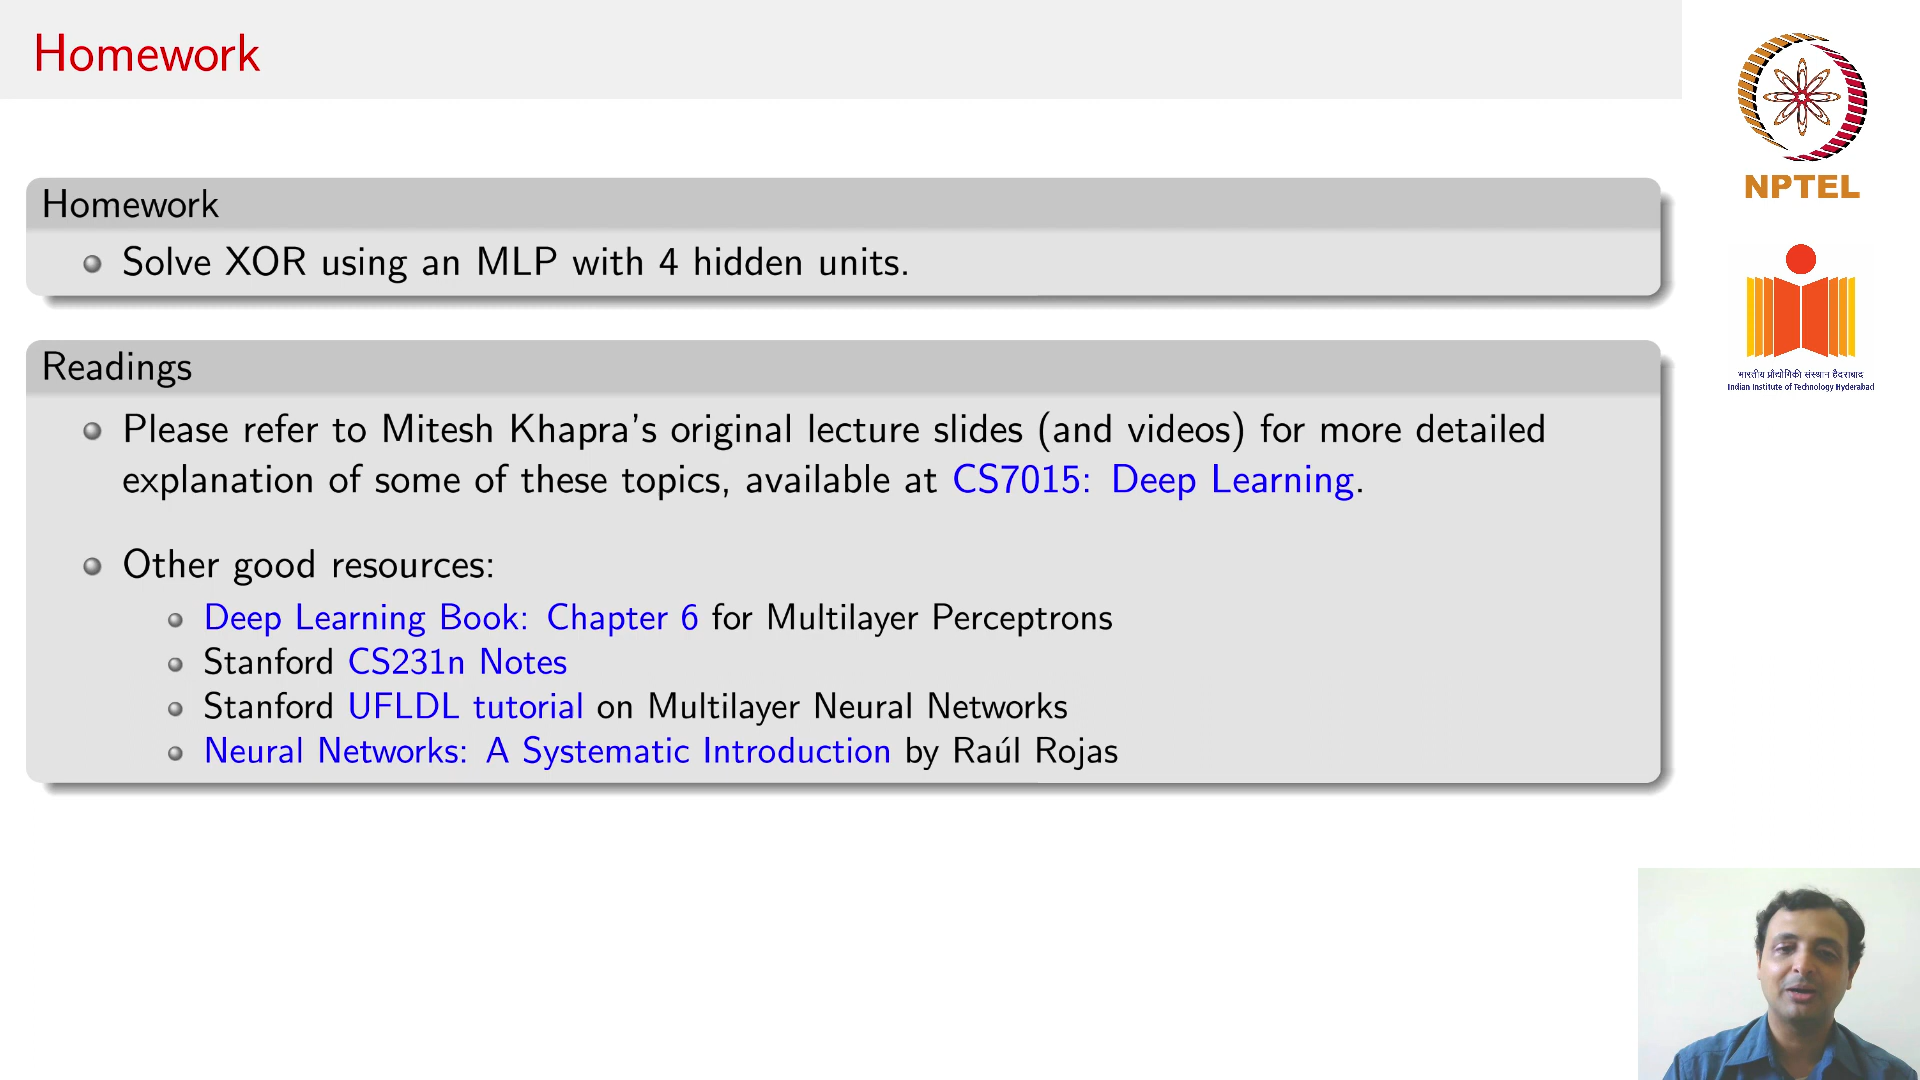 Homework
Homework
Solve XOR using an MLP with 4 hidden units.
Readings
Please refer to Mitesh Khapra's original lecture slides (and videos) for more detailed
explanation of some of these topics, available at CS7015: Deep Learning.
Other good resources:
Deep Learning Book: Chapter 6 for Multilayer Perceptrons
Stanford CS231n Notes
Stanford UFLDL tutorial on Multilayer Neural Networks
Neural Networks: A Systematic Introduction by Raúl Rojas
NPTEL
भारतीय प्रौद्योगिकी संस्थान हैदराबाद
Indian Institute of Technology Hyderabad